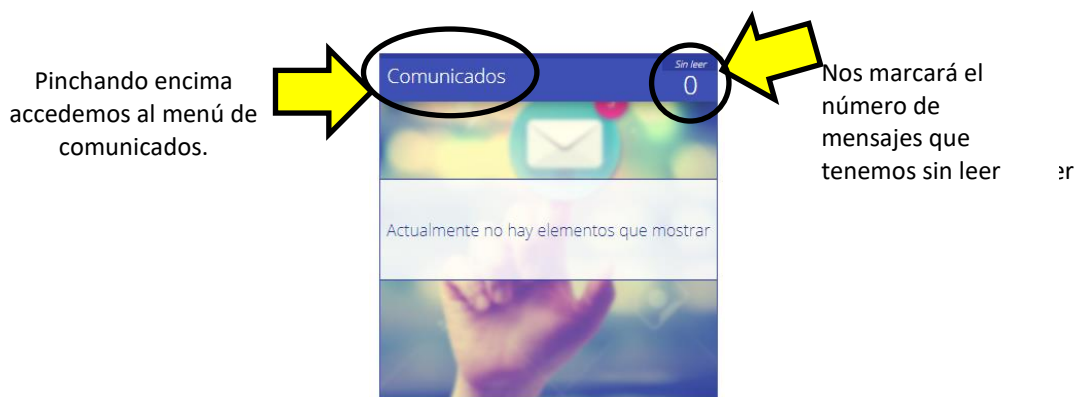 Pinchando encima
accedemos al menú de
comunicados.
Comunicados
Sin leer
0
Actualmente no hay elementos que mostrar
Nos marcará el
número de
mensajes que
tenemos sin leer
er